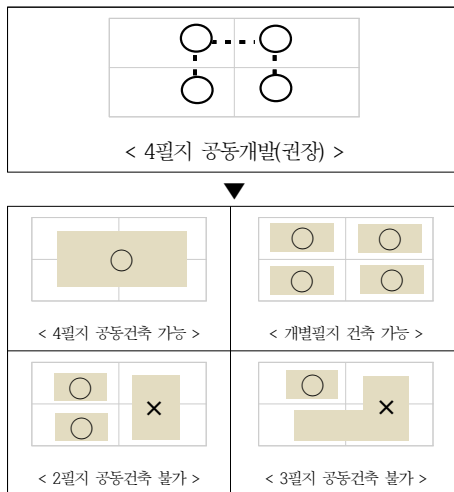 < 4필지 공동개발(권장) >
< 4필지 공동건축 가능 >
< 개별필지 건축 가능 >
< 2필지 공동건축 불가 >
< 3필지 공동건축 불가 >